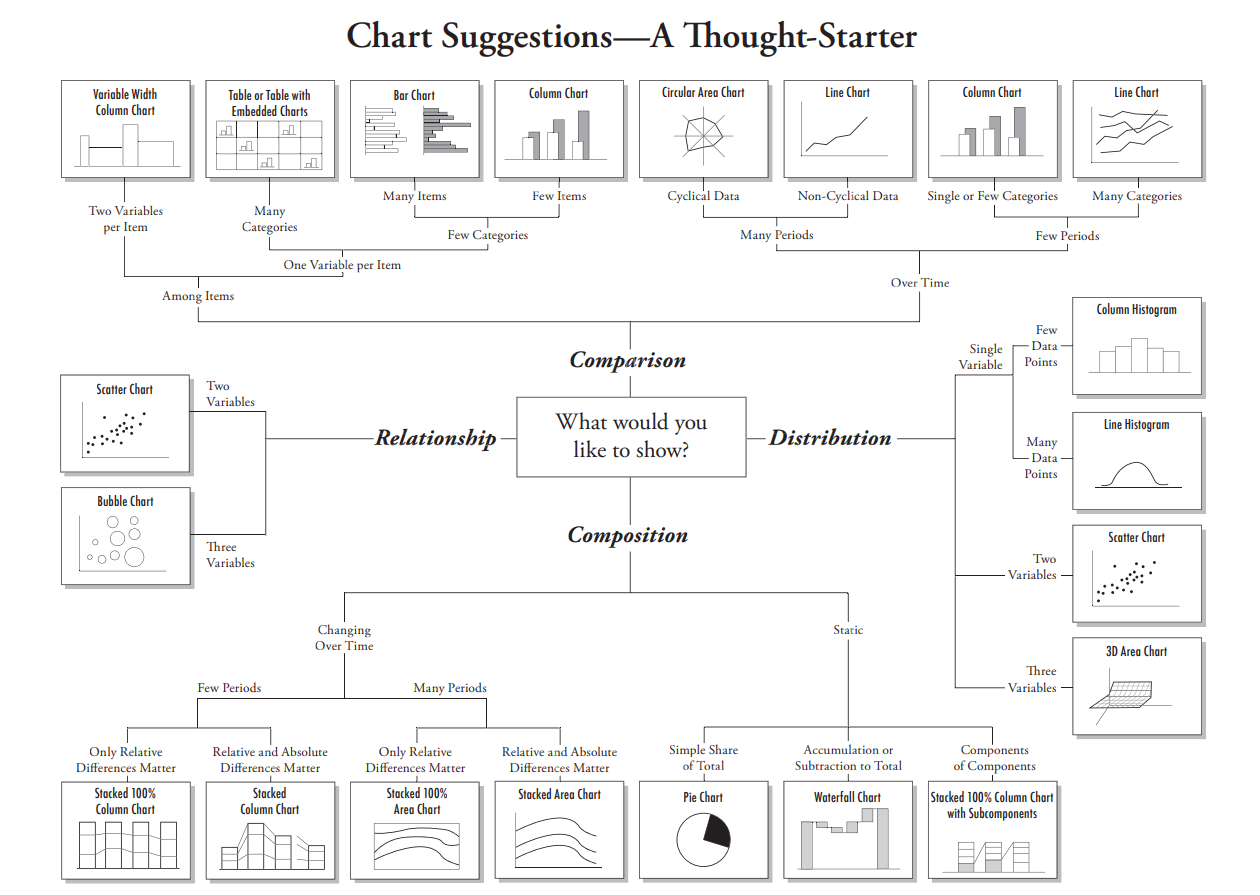 Chart Suggestions—A Thought-Starter
Variable Width
Column Chart
Table or Table with
Embedded Charts
Bar Chart
Column Chart
Circular Area Chart
Line Chart
Column Chart
Line Chart
Two Variables
per Item
Many
Categories
Many Items
Few Items
Cyclical Data
Non-Cyclical Data
Single or Few Categories
Many Categories
Few Categories
Many Periods
Few Periods
One Variable per Item
Among Items
Over Time
Comparison
What would you
like to show?
Relationship
Two
Variables
Scatter Chart
Three
Variables
Bubble Chart
Distribution
Single
Variable
Few
Data
Points
Column Histogram
Many
Data
Points
Line Histogram
Two
Variables
Scatter Chart
Three
Variables
3D Area Chart
Composition
Changing
Over Time
Static
Few Periods
Many Periods
Only Relative
Differences Matter
Relative and Absolute
Differences Matter
Only Relative
Differences Matter
Relative and Absolute
Differences Matter
Simple Share
of Total
Accumulation or
Subtraction to Total
Components
of Components
Stacked 100%
Column Chart
Stacked
Column Chart
Stacked 100%
Area Chart
Stacked Area Chart
Pie Chart
Waterfall Chart
Stacked 100% Column Chart
with Subcomponents